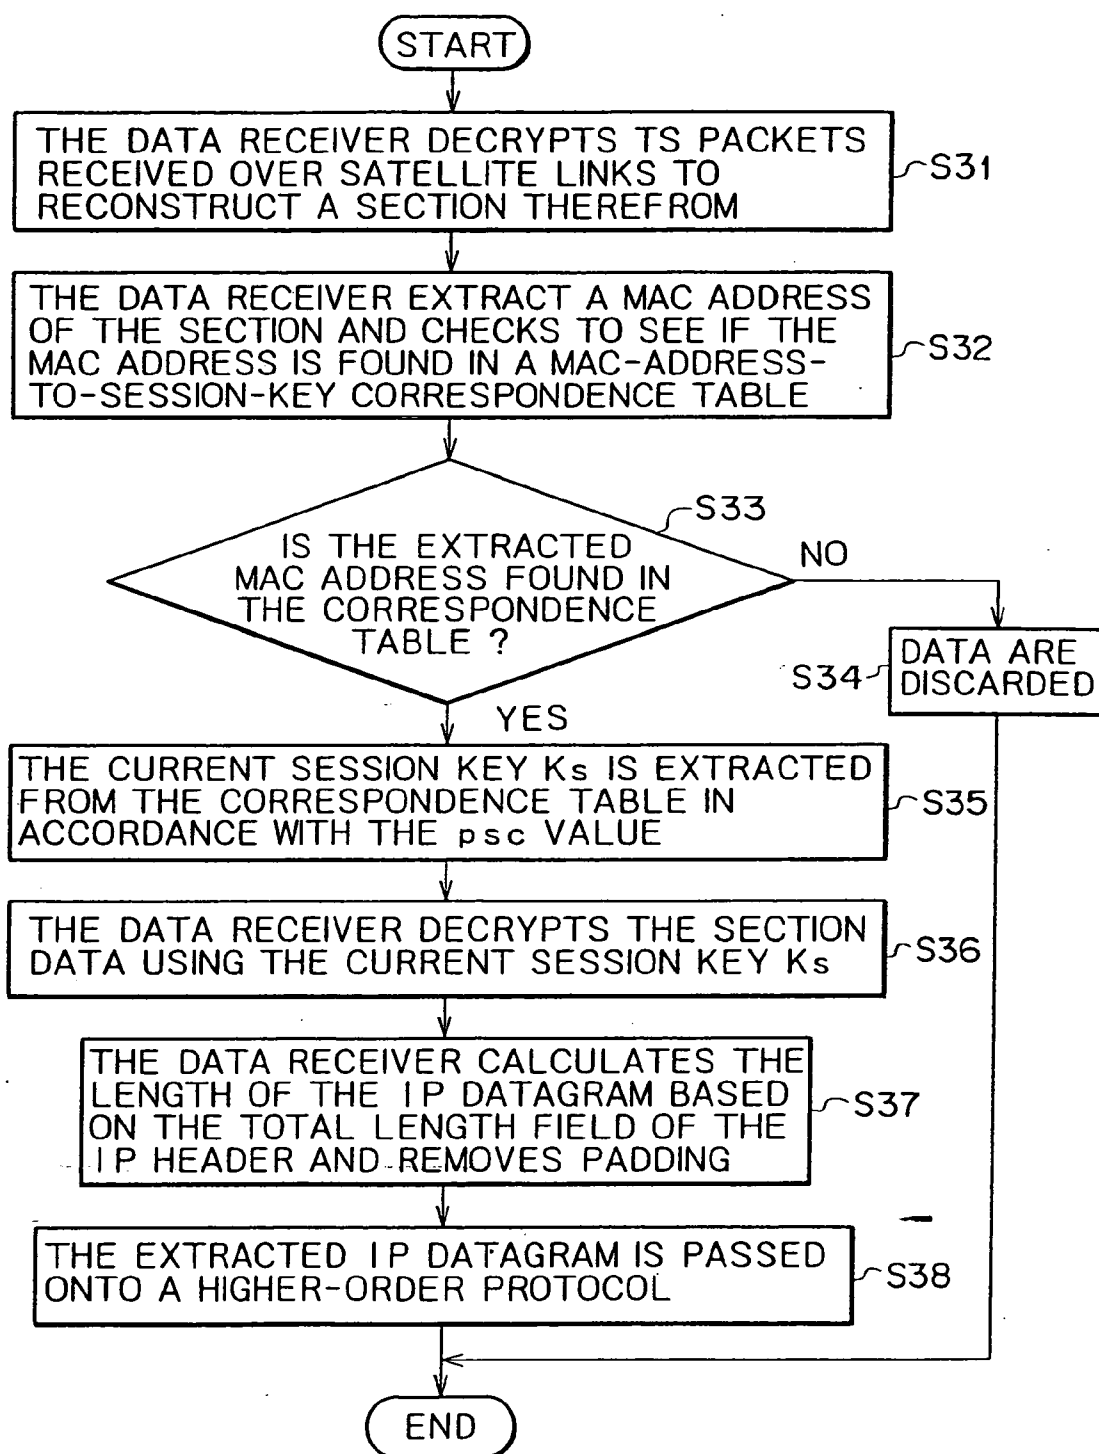 START
THE DATA RECEIVER DECRYPTS TS PACKETS
RECEIVED OVER SATELLITE LINKS TO
RECONSTRUCT A SECTION THEREFROM
S31
THE DATA RECEIVER EXTRACT A MAC ADDRESS
OF THE SECTION AND CHECKS TO SEE IF THE
MAC ADDRESS IS FOUND IN A MAC-ADDRESS-
TO-SESSION-KEY CORRESPONDENCE TABLE
S32
S33
IS THE EXTRACTED
MAC ADDRESS FOUND IN
THE CORRESPONDENCE
TABLE ?
NO
S34
DATA ARE
DISCARDED
YES
THE CURRENT SESSION KEY Ks IS EXTRACTED
FROM THE CORRESPONDENCE TABLE IN
ACCORDANCE WITH THE psc VALUE
S35
THE DATA RECEIVER DECRYPTS THE SECTION
DATA USING THE CURRENT SESSION KEY Ks
S36
THE DATA RECEIVER CALCULATES THE
LENGTH OF THE IP DATAGRAM BASED
ON THE TOTAL LENGTH FIELD OF THE
IP HEADER AND REMOVES PADDING
S37
THE EXTRACTED IP DATAGRAM IS PASSED
ONTO A HIGHER-ORDER PROTOCOL
S38
END